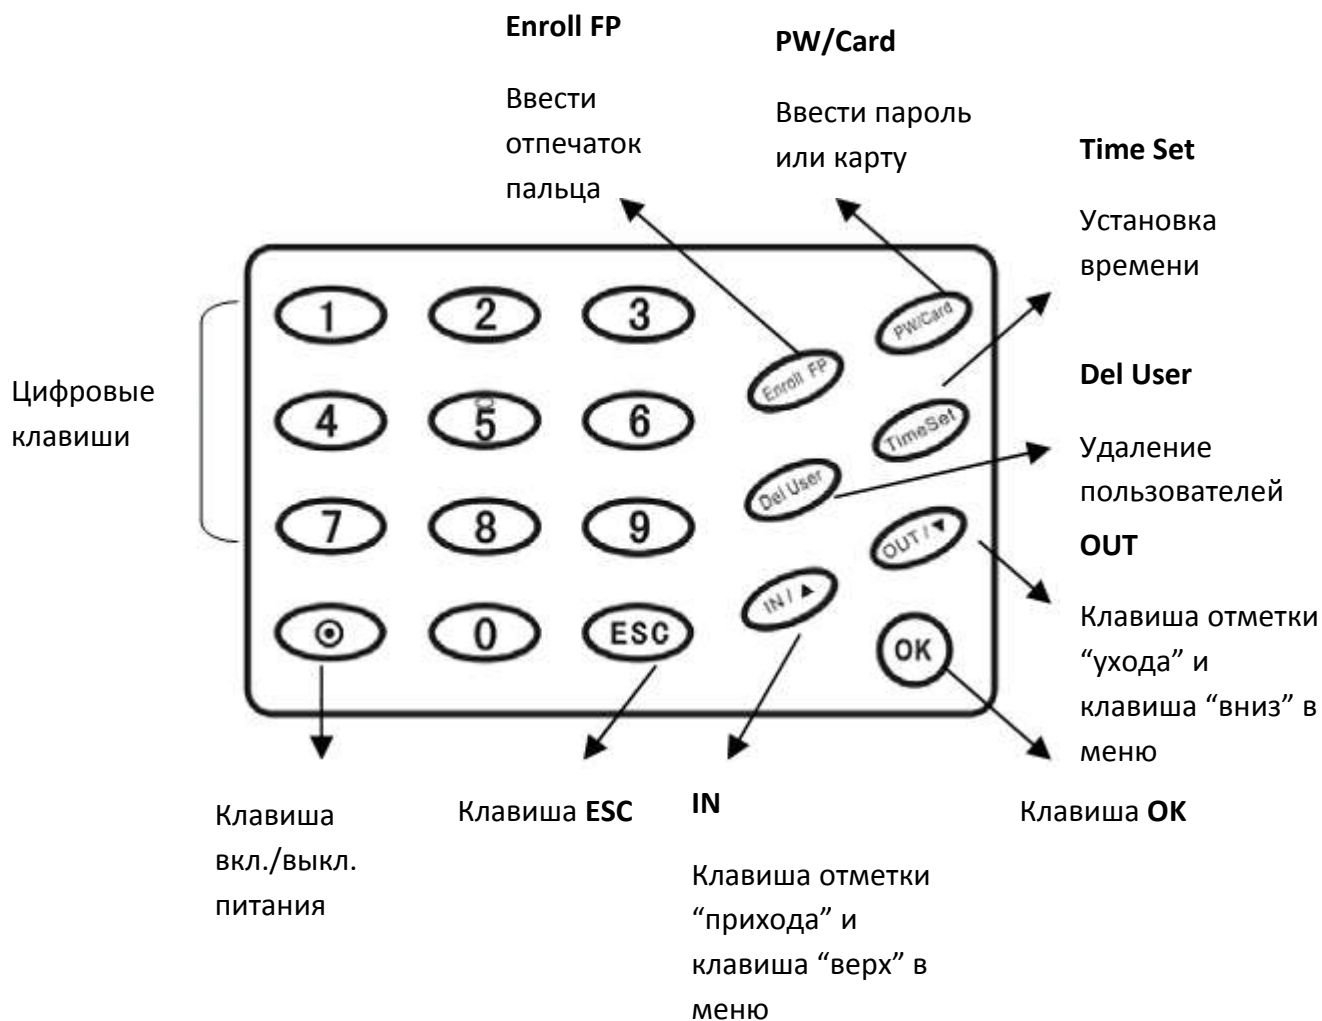 Enroll FP
Ввести
отпечаток
пальца
PW/Card
Ввести пароль
или карту
Time Set
Установка
времени
Del User
Удаление
пользователей
OUT
Клавиша отметки
“ухода” и
клавиша “вниз” в
меню
Цифровые
клавиши
1 2 3
PW/Card
Enroll FP
4 5 6
TimeSet
Del User
7 8 9
OUT/▼
IN/▲
0 ESC
OK
Клавиша
вкл./выкл.
питания
Клавиша ESC
IN
Клавиша отметки
“прихода” и
клавиша “верх” в
меню
Клавиша OK